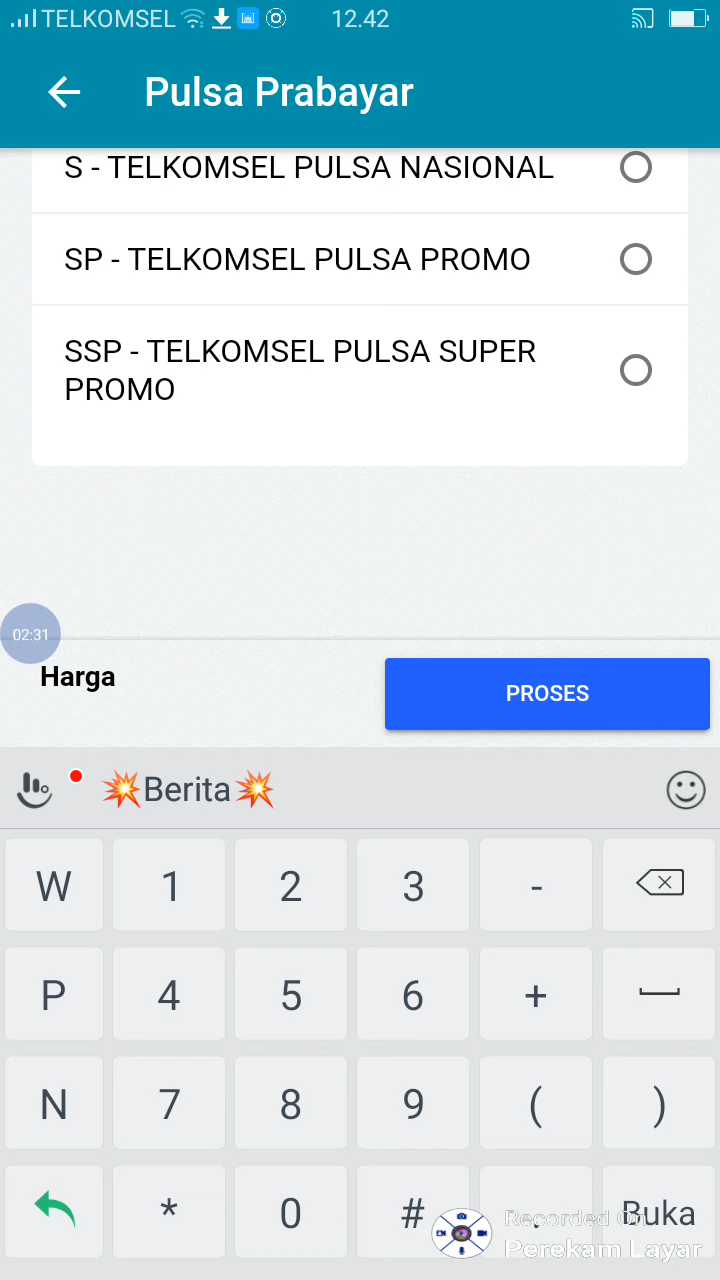 TELKOMSEL 12.42
Pulsa Prabayar
S - TELKOMSEL PULSA NASIONAL
SP - TELKOMSEL PULSA PROMO
SSP - TELKOMSEL PULSA SUPER
PROMO
02:31
Harga
PROSES
💥Berita💥
W 1 2 3 -
P 4 5 6 +
N 7 8 9 ( )
* 0 # . Buka
Recorded On
Perekam Layar